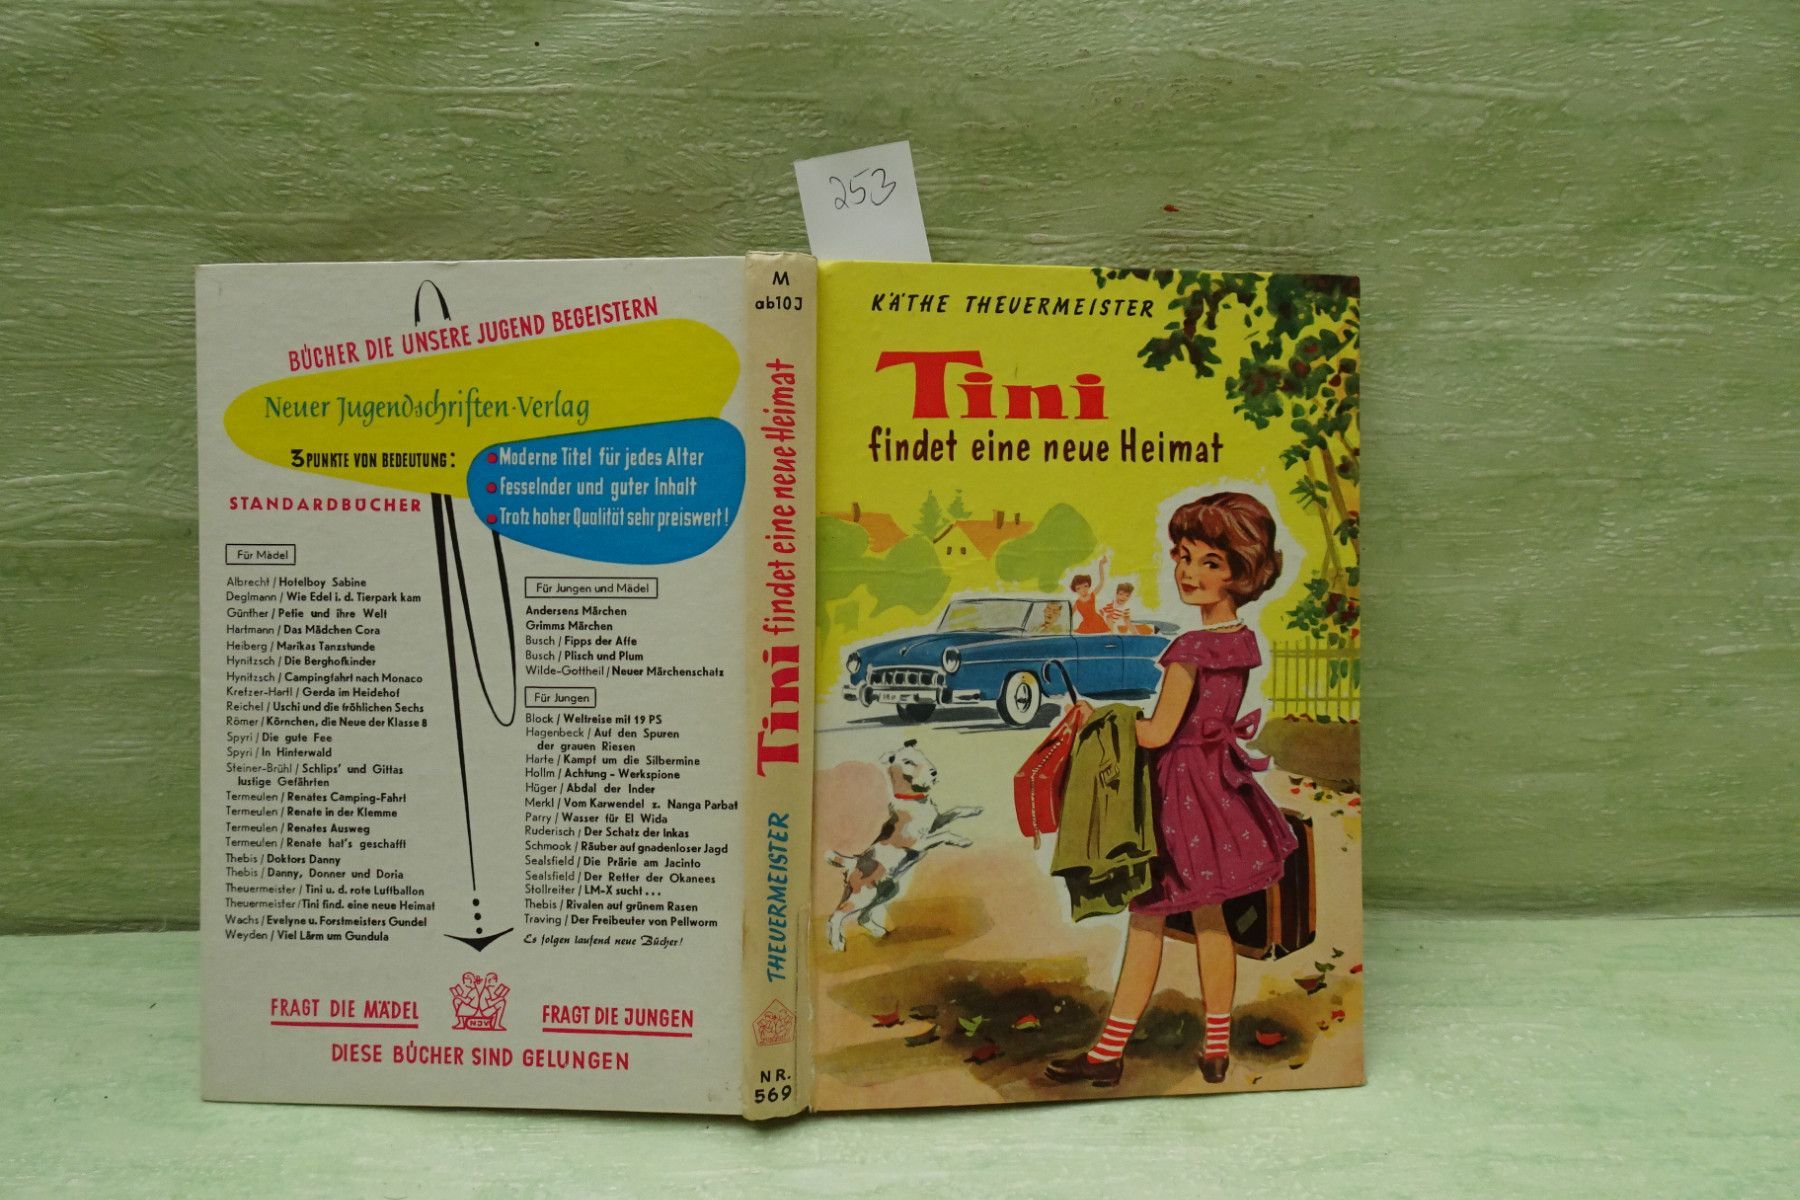 253
BÜCHER DIE UNSERE JUGEND BEGEISTERN
Neuer Jugendschriften-Verlag
3 PUNKTE VON BEDEUTUNG:
• Moderne Titel für jedes Alter
• Fesselnder und guter Inhalt
• Trotz hoher Qualität sehr preiswert!
STANDARDBÜCHER
Für Mädel
Albrecht / Hotelboy Sabine
Deglmann / Wie Edel i. d. Tierpark kam
Günther / Petie und ihre Welt
Hartmann / Das Mädchen Cora
Heiberg / Marikas Tanzstunde
Hynitzsch / Die Berghofkinder
Hynitzsch / Campingfahrt nach Monaco
Kretzer-Hartl / Gerda im Heidehof
Reichel / Uschi und die fröhlichen Sechs
Römer / Körnchen, die Neue der Klasse 8
Spyri / Die gute Fee
Spyri / In Hinterwald
Steiner-Brühl / Schlips' und Gittas
lustige Gefährten
Termeulen / Renates Camping-Fahrt
Termeulen / Renate in der Klemme
Termeulen / Renates Ausweg
Termeulen / Renate hat's geschafft
Thebis / Doktors Danny
Thebis / Danny, Donner und Doria
Theuermeister / Tini u. d. rote Luftballon
Theuermeister / Tini find. eine neue Heimat
Wachs / Evelyne u. Forstmeisters Gundel
Weyden / Viel Lärm um Gundula
Für Jungen und Mädel
Andersens Märchen
Grimms Märchen
Busch / Fipps der Affe
Busch / Plisch und Plum
Wilde-Gottheil / Neuer Märchenschatz
Für Jungen
Block / Weltreise mit 19 PS
Hagenbeck / Auf den Spuren
der grauen Riesen
Harte / Kampf um die Silbermine
Hollm / Achtung - Werkspione
Hüger / Abdal der Inder
Merkl / Vom Karwendel z. Nanga Parbat
Parry / Wasser für El Wida
Ruderisch / Der Schatz der Inkas
Schmook / Räuber auf gnadenloser Jagd
Sealsfield / Die Prärie am Jacinto
Sealsfield / Der Retter der Okanees
Stollreiter / LM-X sucht...
Thebis / Rivalen auf grünem Rasen
Traving / Der Freibeuter von Pellworm
Es folgen laufend neue Bücher!
FRAGT DIE MÄDEL
NJV
FRAGT DIE JUNGEN
DIESE BÜCHER SIND GELUNGEN
M
ab 10 J
THEUERMEISTER Tini findet eine neue Heimat
NR.
569
KÄTHE THEUERMEISTER
Tini
findet eine neue Heimat